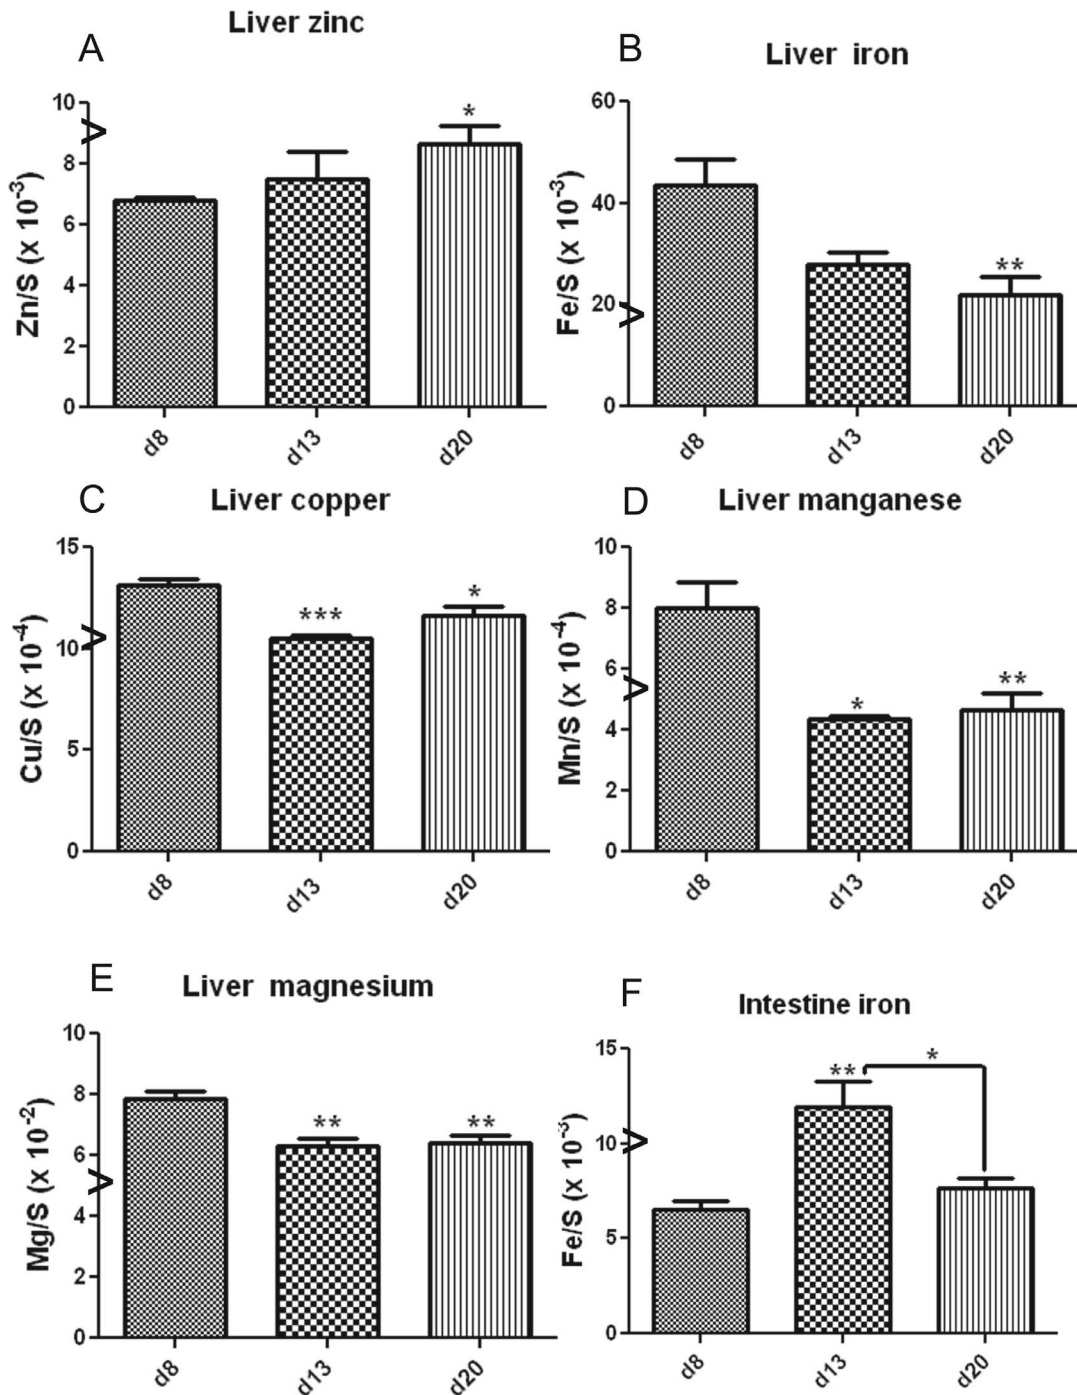 A
Liver zinc
Zn/S (x 10⁻³)
10
8
6
4
2
0
>
*
d8
d13
d20
B
Liver iron
Fe/S (x 10⁻³)
60
40
20
0
>
**
d8
d13
d20
C
Liver copper
Cu/S (x 10⁻⁴)
15
10
5
0
>
***
*
d8
d13
d20
D
Liver manganese
Mn/S (x 10⁻⁴)
10
8
6
4
2
0
>
*
**
d8
d13
d20
E
Liver magnesium
Mg/S (x 10⁻²)
10
8
6
4
2
0
>
**
**
d8
d13
d20
F
Intestine iron
Fe/S (x 10⁻³)
15
10
5
0
>
**
*
d8
d13
d20